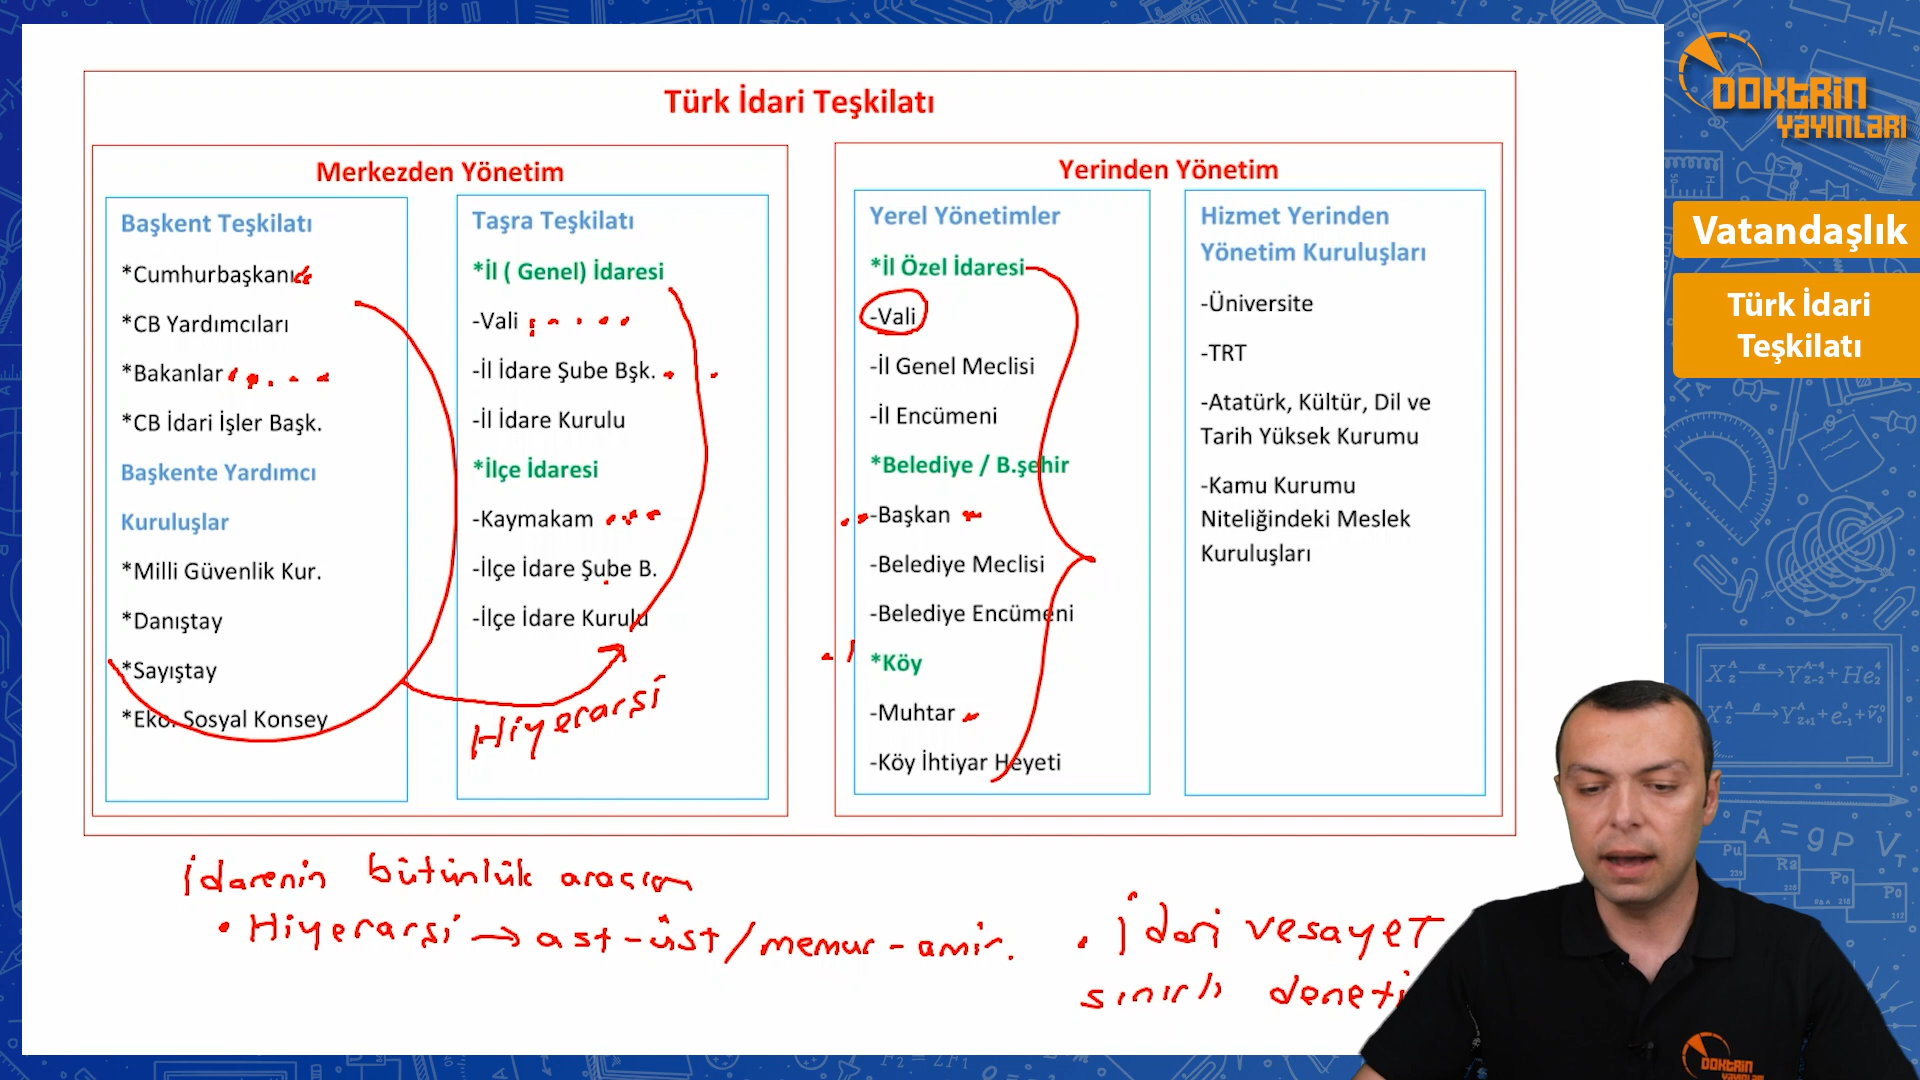 Türk İdari Teşkilatı
Merkezden Yönetim
Başkent Teşkilatı
*Cumhurbaşkanı
*CB Yardımcıları
*Bakanlar
*CB İdari İşler Başk.
Başkente Yardımcı
Kuruluşlar
*Milli Güvenlik Kur.
*Danıştay
*Sayıştay
*Eko. Sosyal Konsey
Taşra Teşkilatı
*İl ( Genel) İdaresi
-Vali
-İl İdare Şube Bşk.
-İl İdare Kurulu
*İlçe İdaresi
-Kaymakam
-İlçe İdare Şube B.
-İlçe İdare Kurulu
Hiyerarşi
Yerinden Yönetim
Yerel Yönetimler
*İl Özel İdaresi
-Vali
-İl Genel Meclisi
-İl Encümeni
*Belediye / B.şehir
-Başkan
-Belediye Meclisi
-Belediye Encümeni
*Köy
-Muhtar
-Köy İhtiyar Heyeti
Hizmet Yerinden
Yönetim Kuruluşları
-Üniversite
-TRT
-Atatürk, Kültür, Dil ve
Tarih Yüksek Kurumu
-Kamu Kurumu
Niteliğindeki Meslek
Kuruluşları
İdarenin bütünlük
• Hiyerarşi → ast-üst/memur-amir.
• İdari vesayet
sınırlı
DOKTRİN
YAYINLARI
Vatandaşlık
Türk İdari
Teşkilatı
DOKTRİN
YAYINLARI